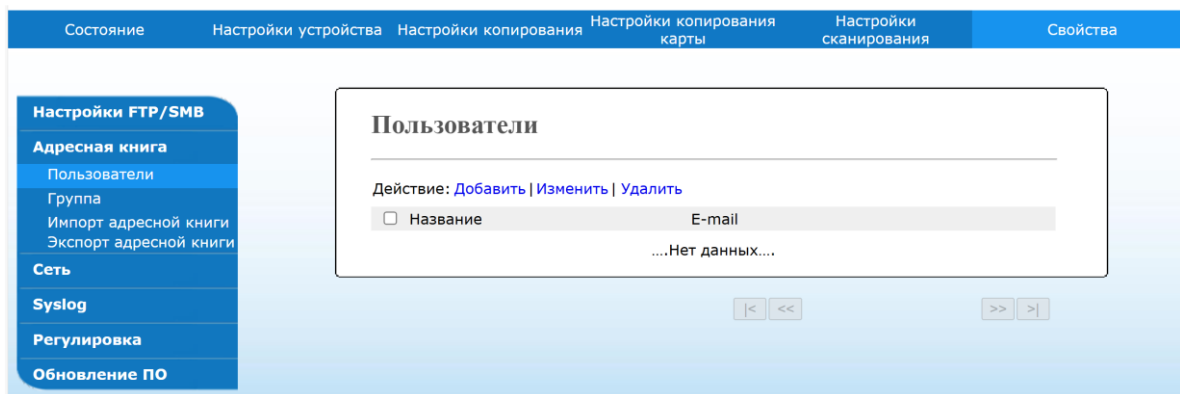 Состояние
Настройки устройства
Настройки копирования
Настройки копирования
карты
Настройки
сканирования
Свойства
Настройки FTP/SMB
Адресная книга
Пользователи
Группа
Импорт адресной книги
Экспорт адресной книги
Сеть
Syslog
Регулировка
Обновление ПО
Пользователи
Действие: Добавить | Изменить | Удалить
Название E-mail
....Нет данных....
|< << >> >|